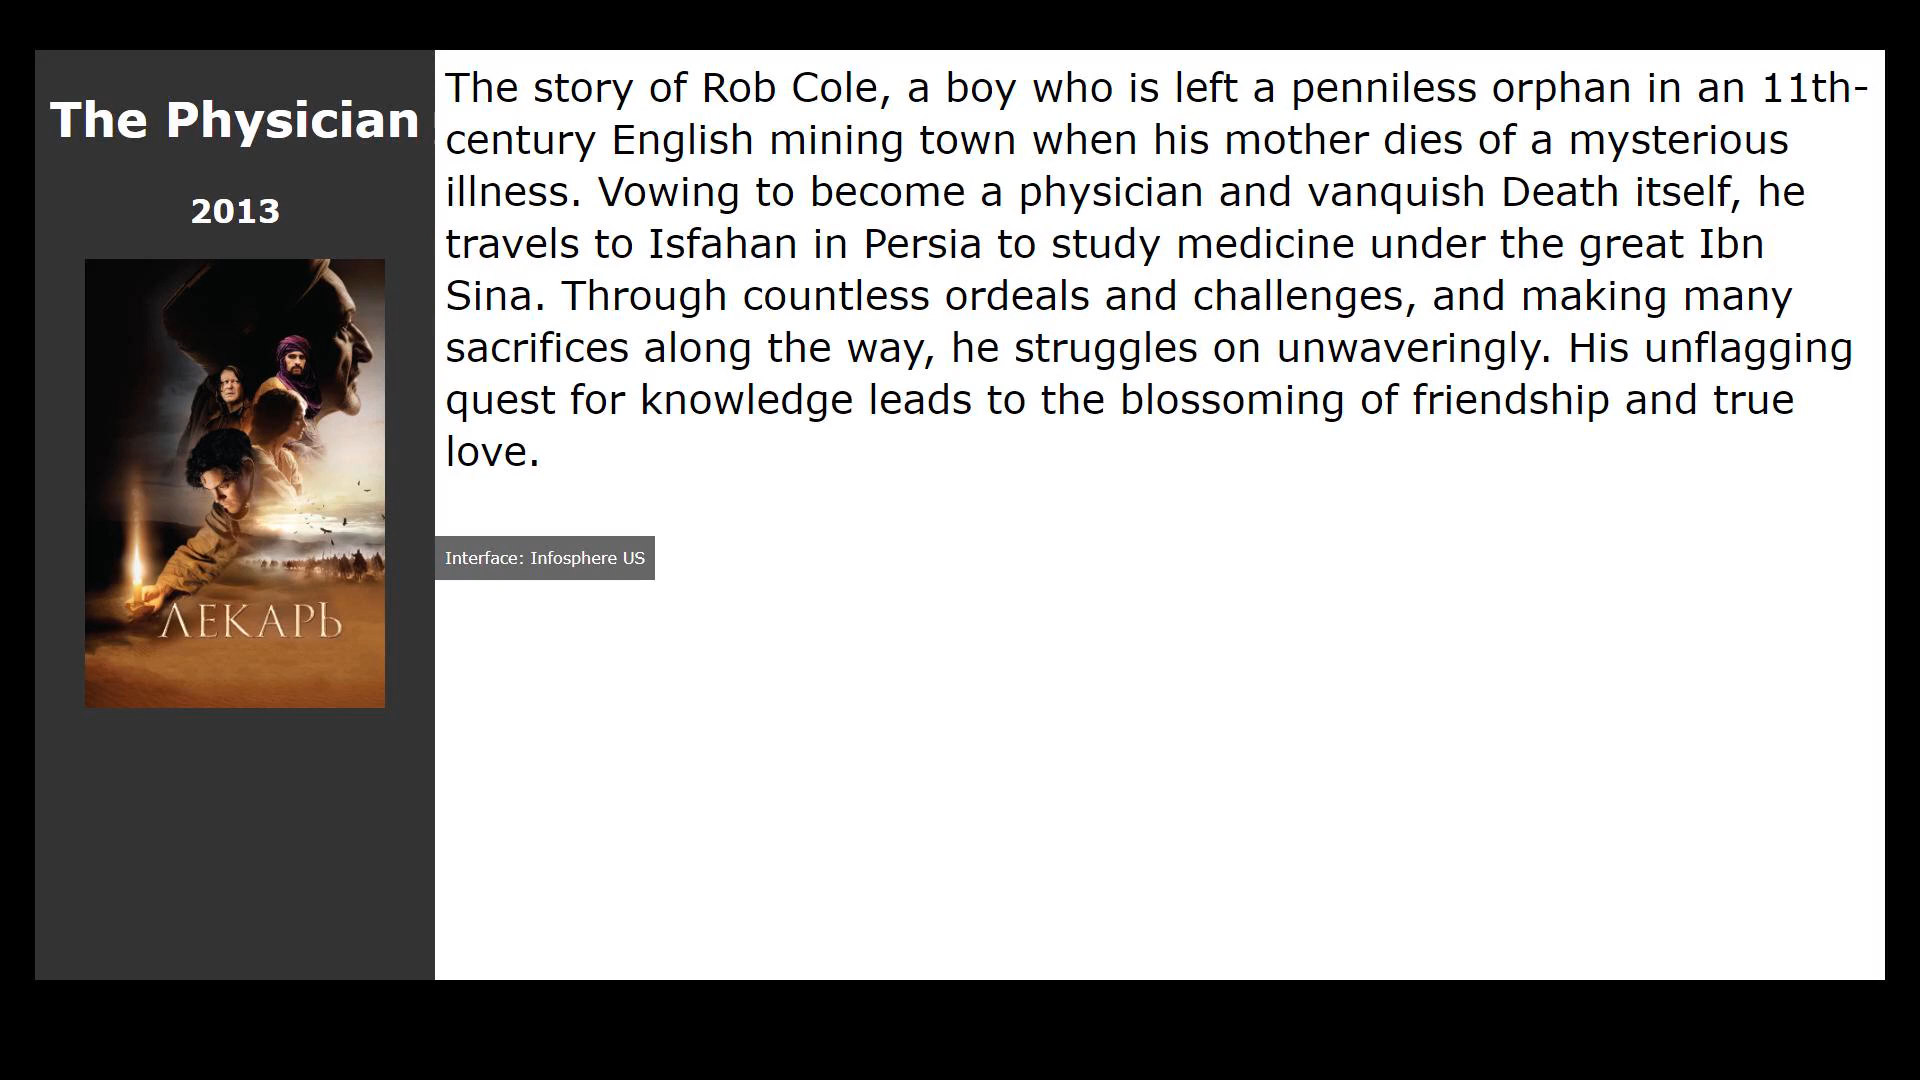 The Physician
2013
ЛЕКАРЬ
The story of Rob Cole, a boy who is left a penniless orphan in an 11th-
century English mining town when his mother dies of a mysterious
illness. Vowing to become a physician and vanquish Death itself, he
travels to Isfahan in Persia to study medicine under the great Ibn
Sina. Through countless ordeals and challenges, and making many
sacrifices along the way, he struggles on unwaveringly. His unflagging
quest for knowledge leads to the blossoming of friendship and true
love.
Interface: Infosphere US